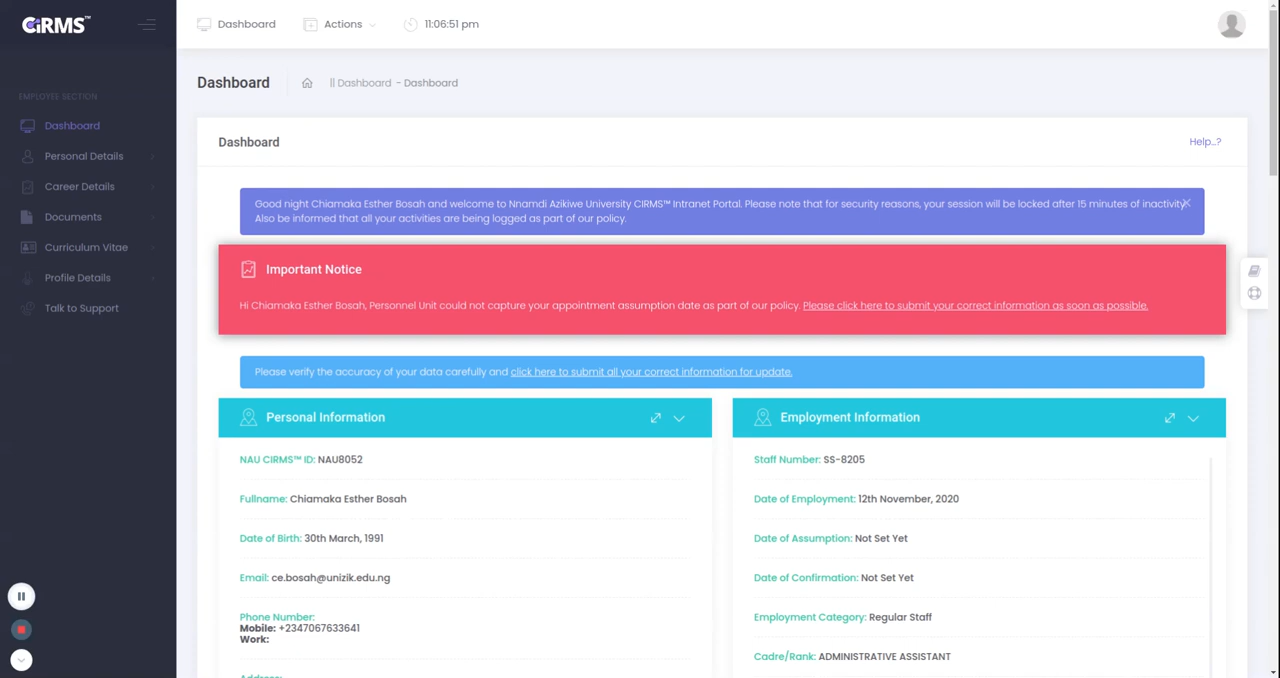 CiRMS™
Dashboard
Actions
11:06:51 pm
EMPLOYEE SECTION
Dashboard
Personal Details
Career Details
Documents
Curriculum Vitae
Profile Details
Talk to Support
Dashboard
|| Dashboard - Dashboard
Dashboard
Help..?
Good night Chiamaka Esther Bosah and welcome to Nnamdi Azikiwe University CIRMS™ Intranet Portal. Please note that for security reasons, your session will be locked after 15 minutes of inactivity.
Also be informed that all your activities are being logged as part of our policy.
Important Notice
Hi Chiamaka Esther Bosah, Personnel Unit could not capture your appointment assumption date as part of our policy. Please click here to submit your correct information as soon as possible.
Please verify the accuracy of your data carefully and click here to submit all your correct information for update.
Personal Information
NAU CIRMS™ ID: NAU8052
Fullname: Chiamaka Esther Bosah
Date of Birth: 30th March, 1991
Email: ce.bosah@unizik.edu.ng
Phone Number:
Mobile: +2347067633641
Work:
Employment Information
Staff Number: SS-8205
Date of Employment: 12th November, 2020
Date of Assumption: Not Set Yet
Date of Confirmation: Not Set Yet
Employment Category: Regular Staff
Cadre/Rank: ADMINISTRATIVE ASSISTANT